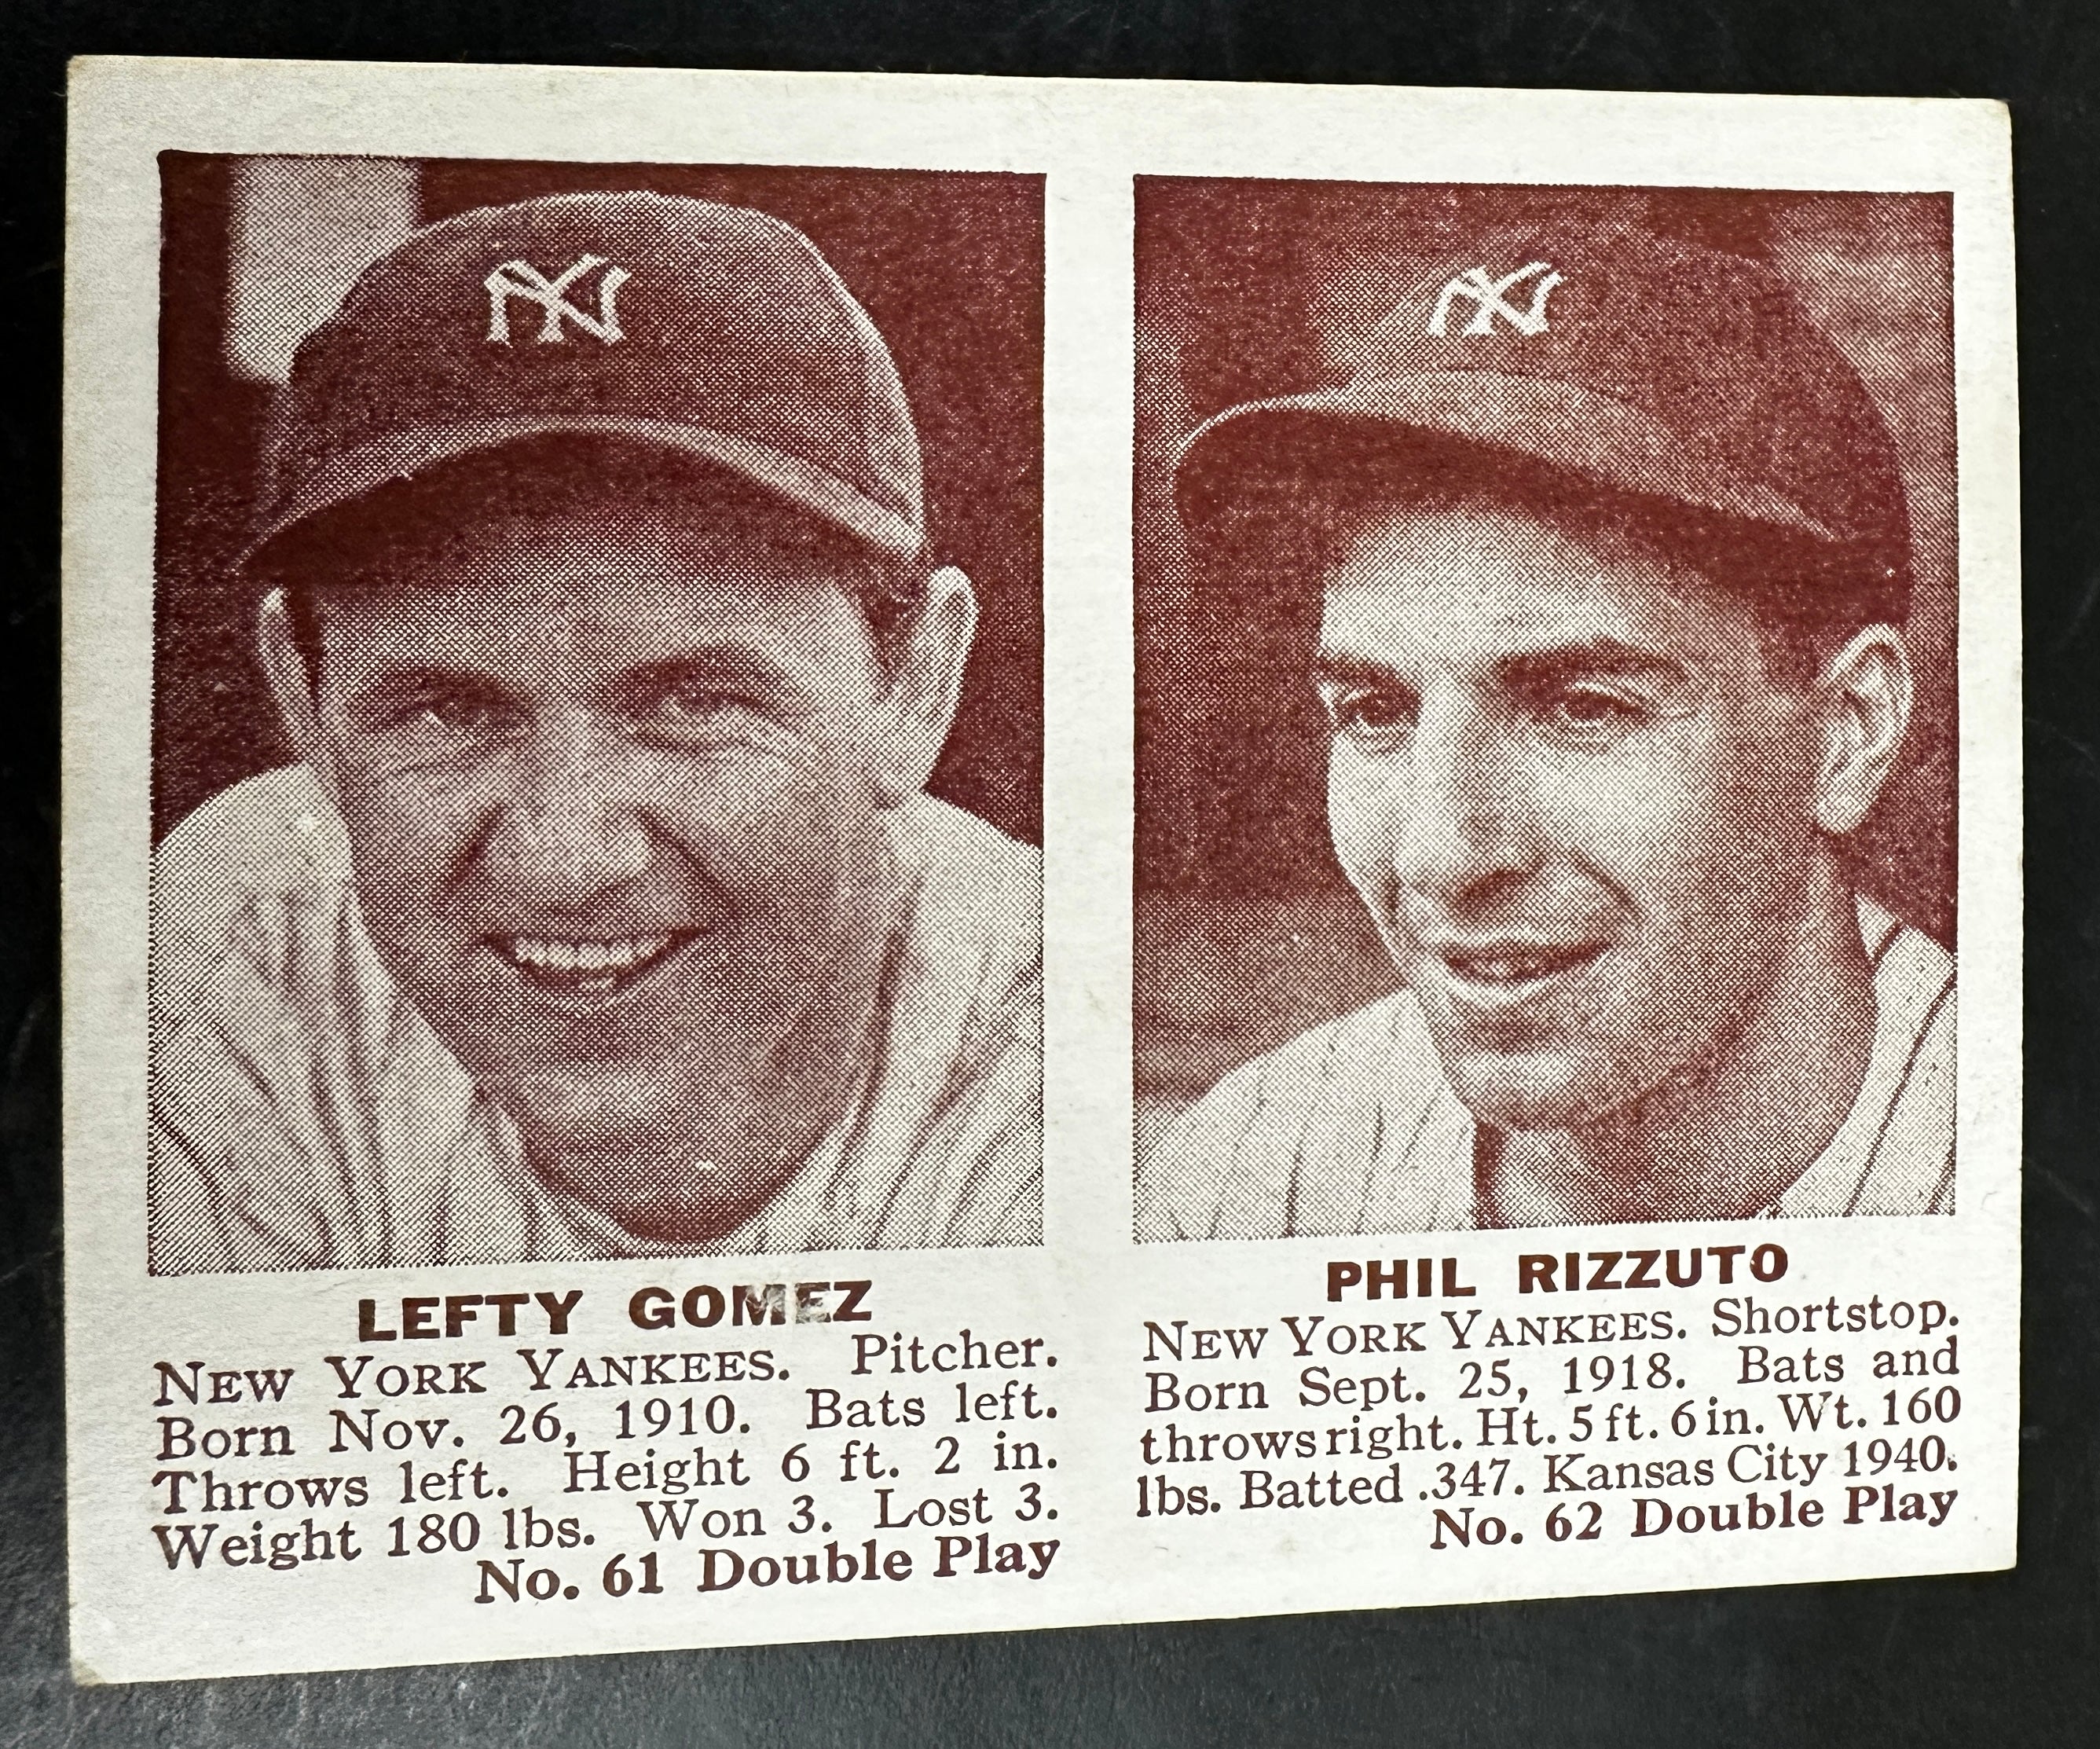 NY
NY
LEFTY GOMEZ
NEW YORK YANKEES. Pitcher.
Born Nov. 26, 1910. Bats left.
Throws left. Height 6 ft. 2 in.
Weight 180 lbs. Won 3. Lost 3.
No. 61 Double Play
PHIL RIZZUTO
NEW YORK YANKEES. Shortstop.
Born Sept. 25, 1918. Bats and
throws right. Ht. 5 ft. 6 in. Wt. 160
lbs. Batted .347. Kansas City 1940.
No. 62 Double Play